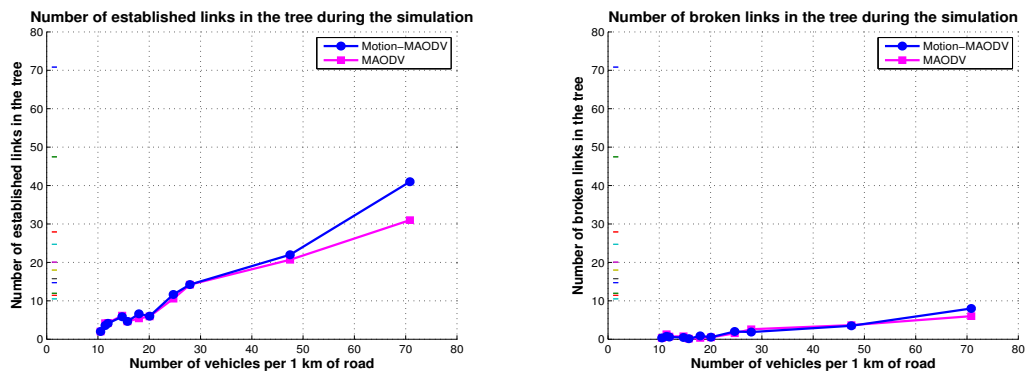 Number of established links in the tree during the simulation
80
70
60
50
40
30
20
10
0
Number of established links in the tree
Motion−MAODV
MAODV
0 10 20 30 40 50 60 70 80
Number of vehicles per 1 km of road
Number of broken links in the tree during the simulation
80
70
60
50
40
30
20
10
0
Number of broken links in the tree
Motion−MAODV
MAODV
0 10 20 30 40 50 60 70 80
Number of vehicles per 1 km of road